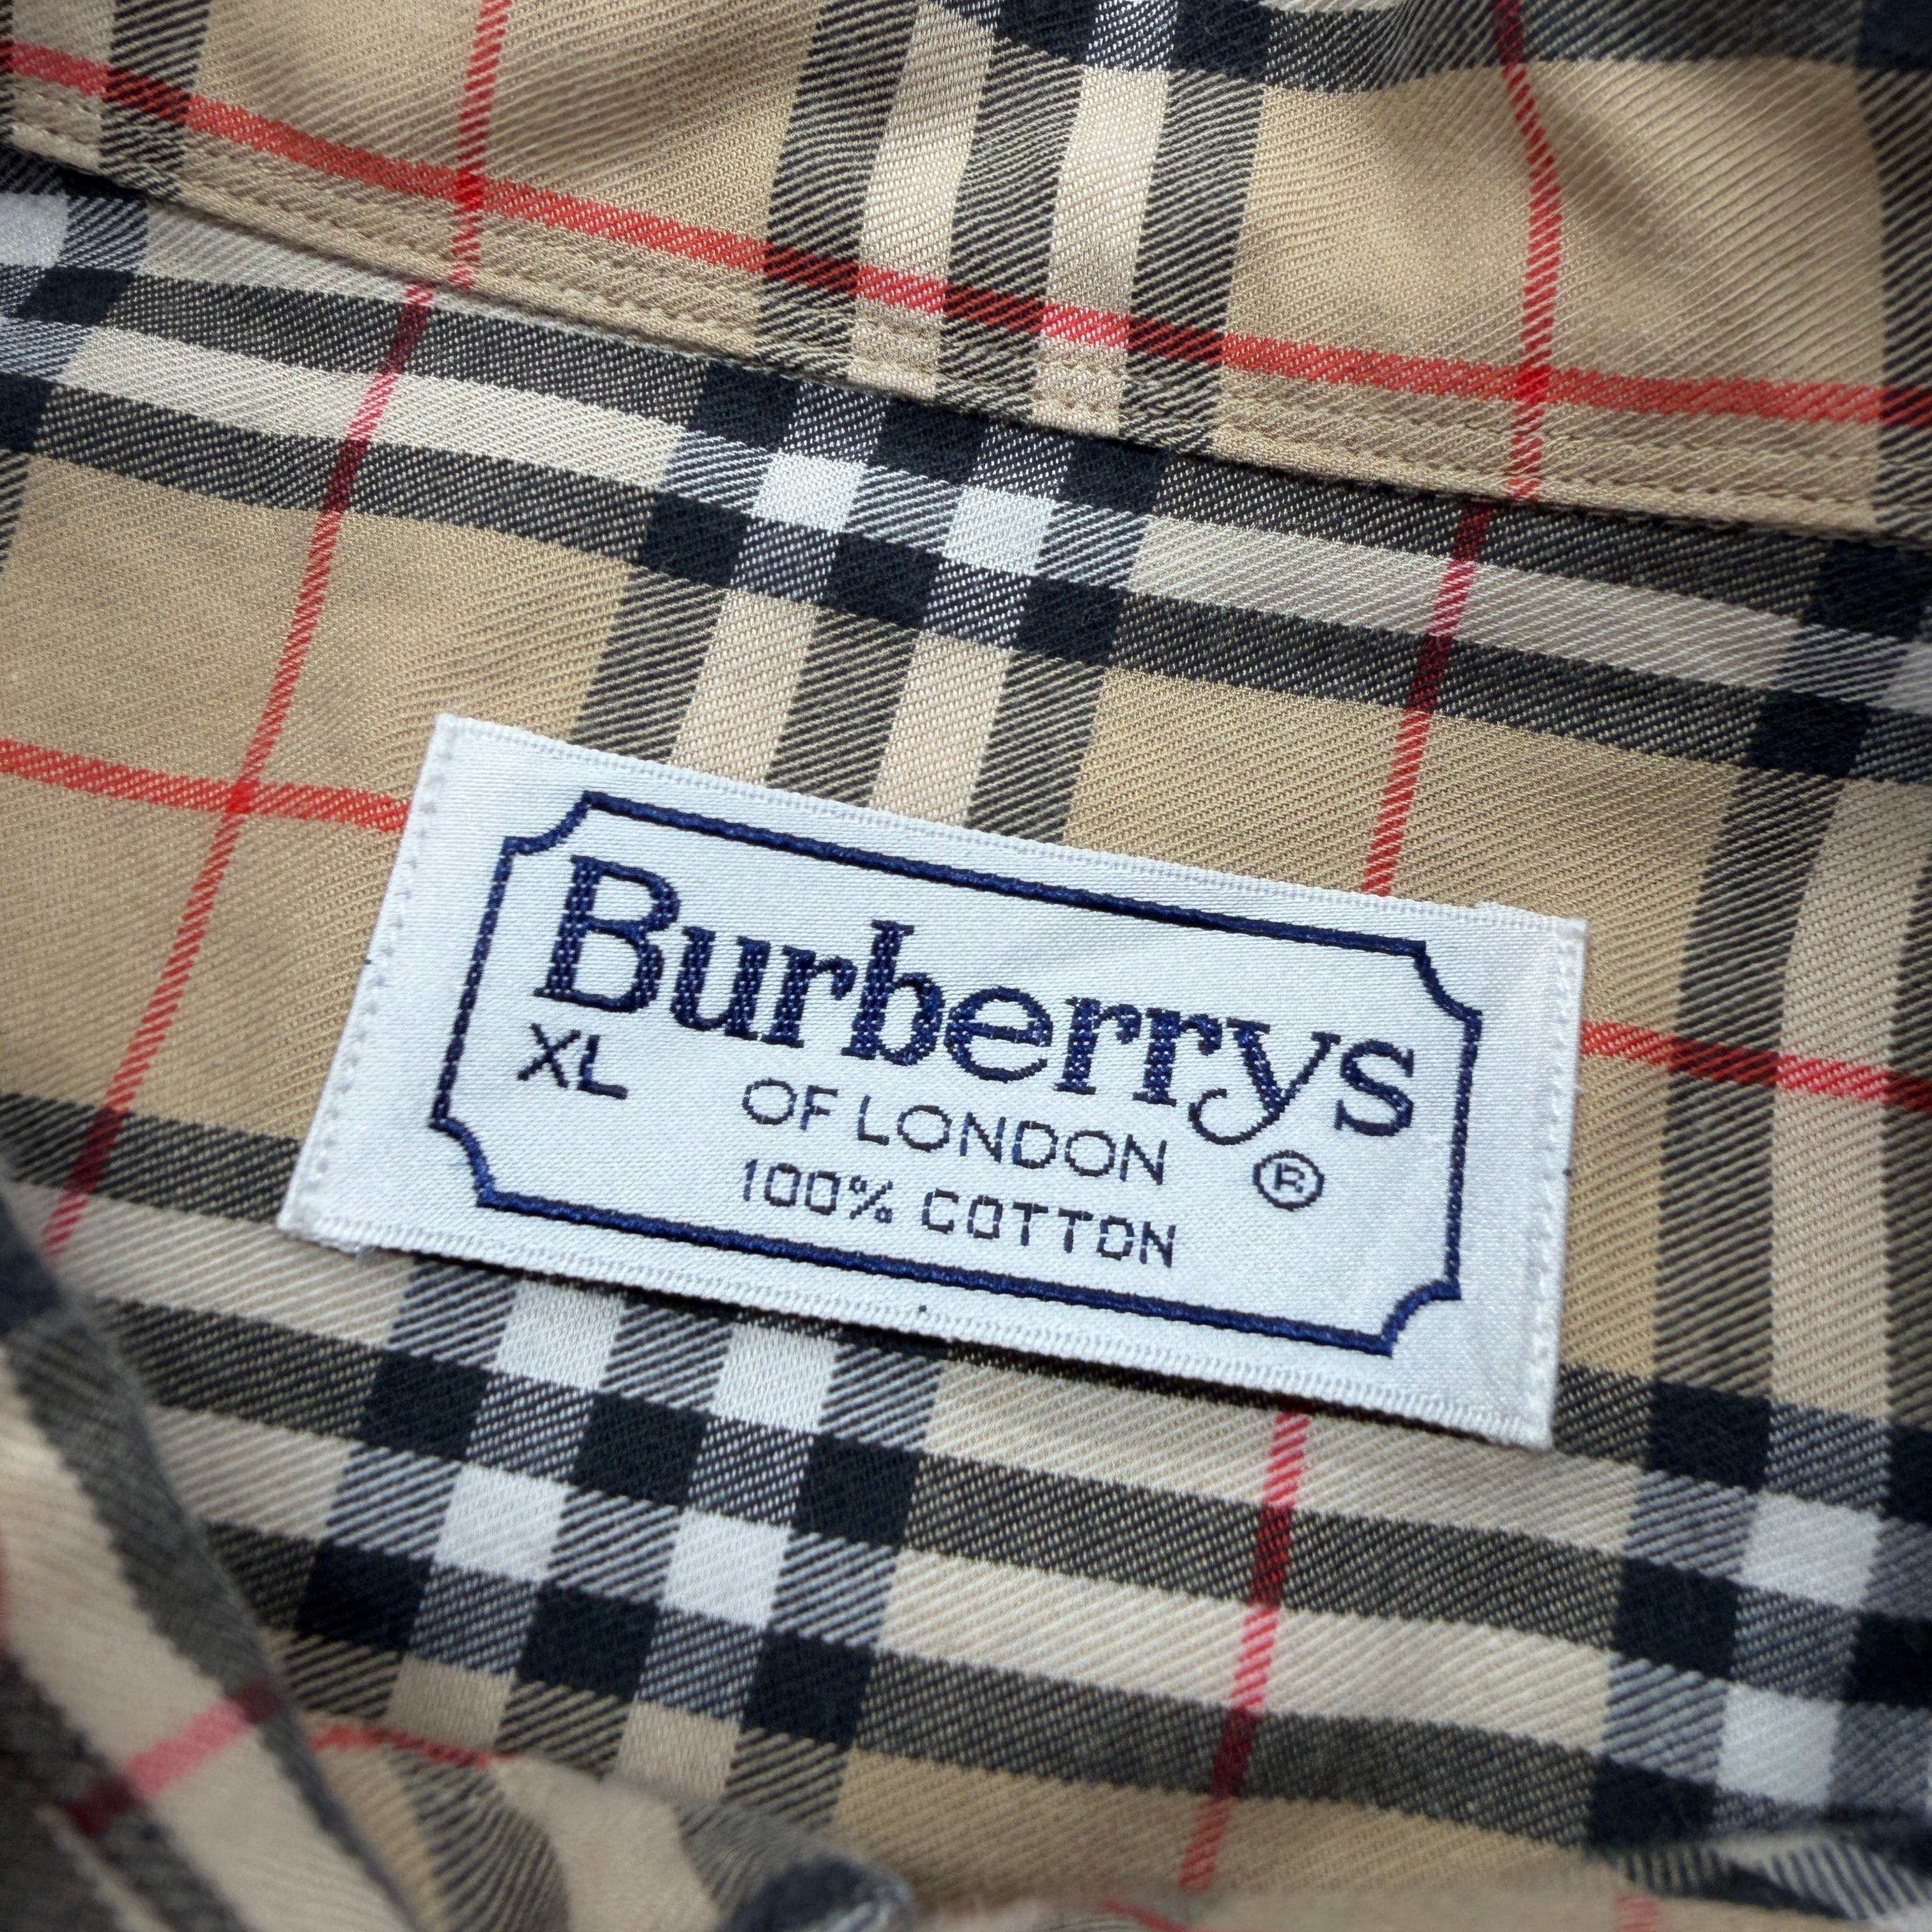 Burberrys
XL
OF LONDON ®
100% COTTON